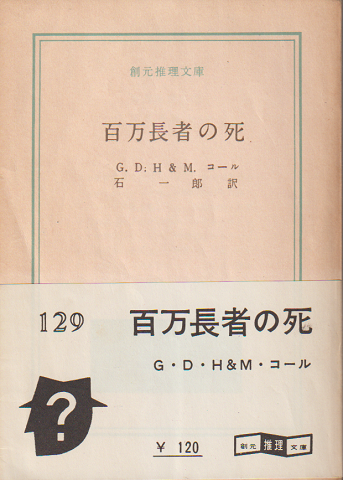 創元推理文庫
百万長者の死
G. D: H & M. コール
石一郎訳
129
百万長者の死
G・D・H&M・コール
?
¥ 120
創元 推理 文庫